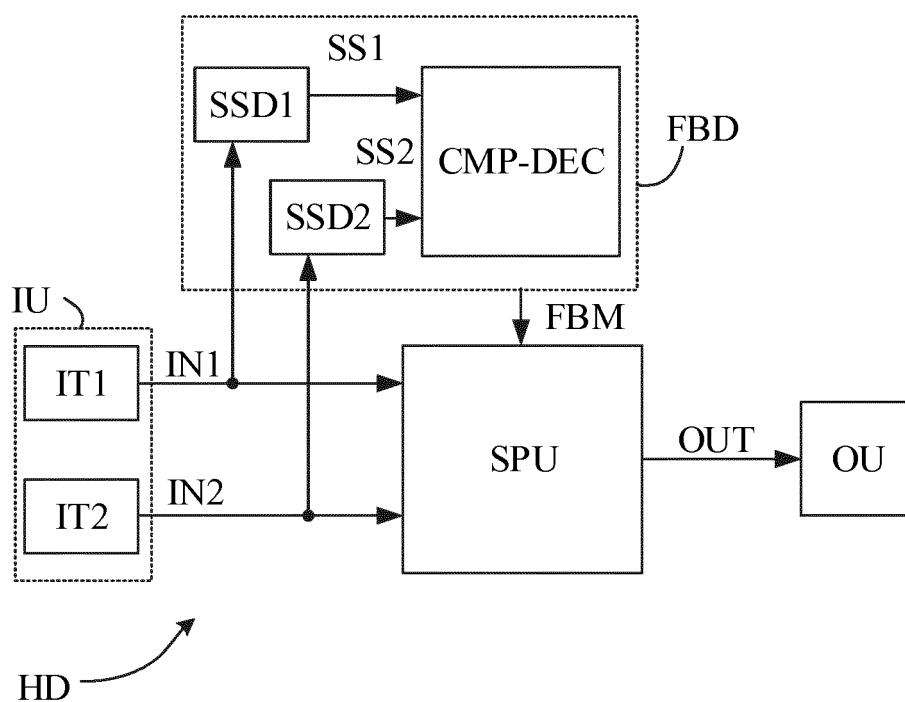 SS1
SSD1
FBD
SS2
CMP-DEC
SSD2
IU
FBM
IT1
IN1
SPU
OUT
OU
IT2
IN2
HD